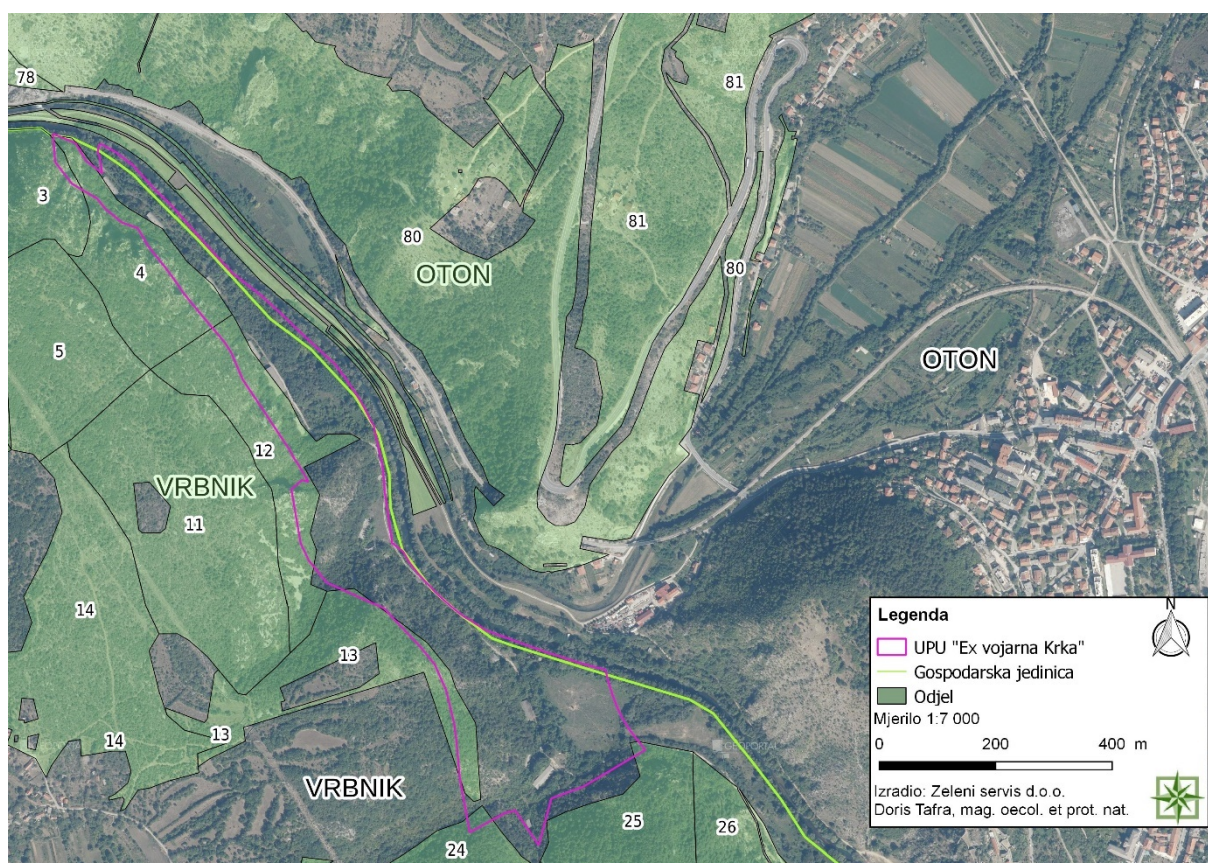 78
81
3
80
81
OTON
80
4
5
OTON
12
VRBNIK
11
14
13
13
14
VRBNIK
25
26
24
Legenda
N
UPU "Ex vojarna Krka"
Gospodarska jedinica
Odjel
Mjerilo 1:7 000
0 200 400 m
Izradio: Zeleni servis d.o.o.
Doris Tafra, mag. oecol. et prot. nat.